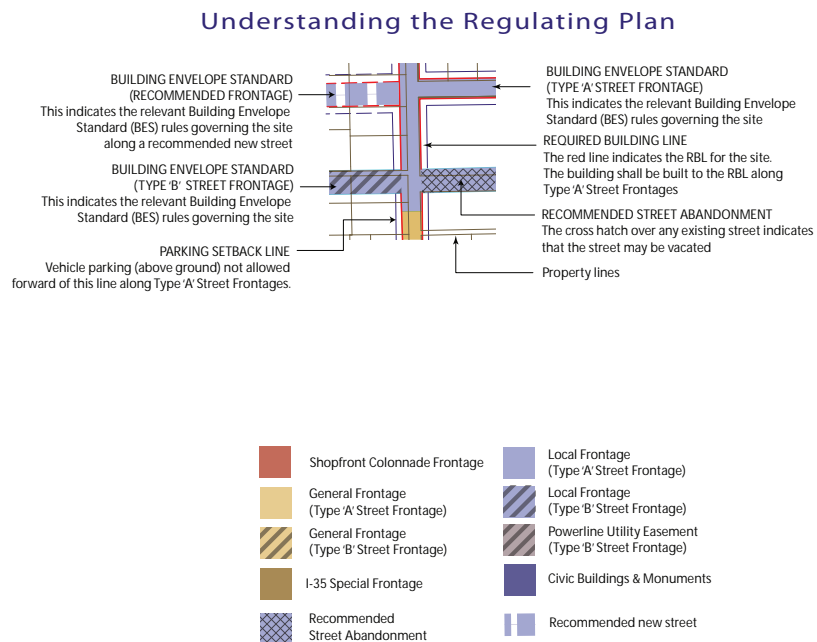 Understanding the Regulating Plan
BUILDING ENVELOPE STANDARD
(RECOMMENDED FRONTAGE)
This indicates the relevant Building Envelope
Standard (BES) rules governing the site
along a recommended new street
BUILDING ENVELOPE STANDARD
(TYPE 'B' STREET FRONTAGE)
This indicates the relevant Building Envelope
Standard (BES) rules governing the site
PARKING SETBACK LINE
Vehicle parking (above ground) not allowed
forward of this line along Type 'A' Street Frontages.
BUILDING ENVELOPE STANDARD
(TYPE 'A' STREET FRONTAGE)
This indicates the relevant Building Envelope
Standard (BES) rules governing the site
REQUIRED BUILDING LINE
The red line indicates the RBL for the site.
The building shall be built to the RBL along
Type 'A' Street Frontages
RECOMMENDED STREET ABANDONMENT
The cross hatch over any existing street indicates
that the street may be vacated
Property lines
Shopfront Colonnade Frontage
General Frontage
(Type 'A' Street Frontage)
General Frontage
(Type 'B' Street Frontage)
I-35 Special Frontage
Recommended
Street Abandonment
Local Frontage
(Type 'A' Street Frontage)
Local Frontage
(Type 'B' Street Frontage)
Powerline Utility Easement
(Type 'B' Street Frontage)
Civic Buildings & Monuments
Recommended new street